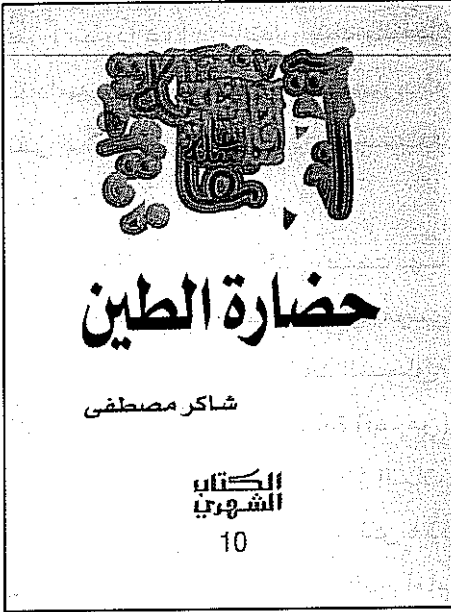 حضارة الطين
شاكر مصطفى
الكتاب
الشهري
10